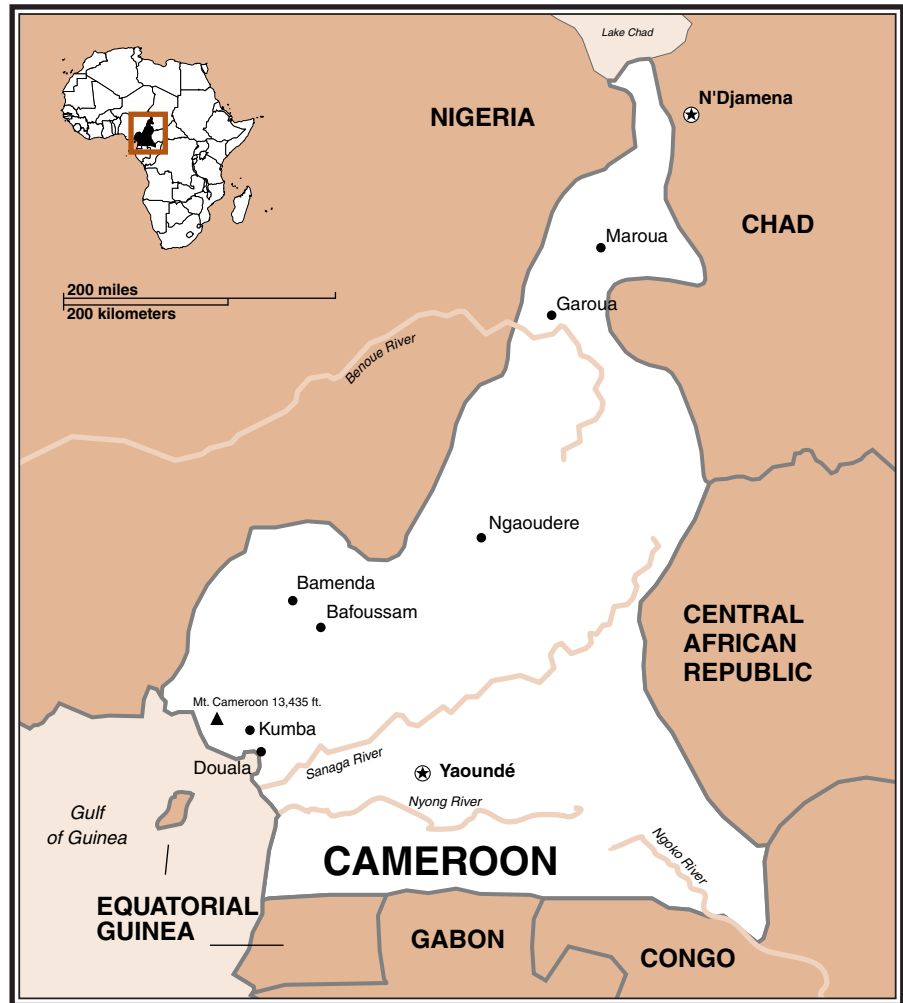 Lake Chad
N'Djamena
NIGERIA
CHAD
Maroua
200 miles
200 kilometers
Garoua
Benoue River
Ngaoudere
Bamenda
Bafoussam
CENTRAL
AFRICAN
REPUBLIC
Mt. Cameroon 13,435 ft.
Kumba
Douala
Sanaga River
Yaoundé
Nyong River
Gulf
of Guinea
Ngoko River
CAMEROON
EQUATORIAL
GUINEA
GABON
CONGO